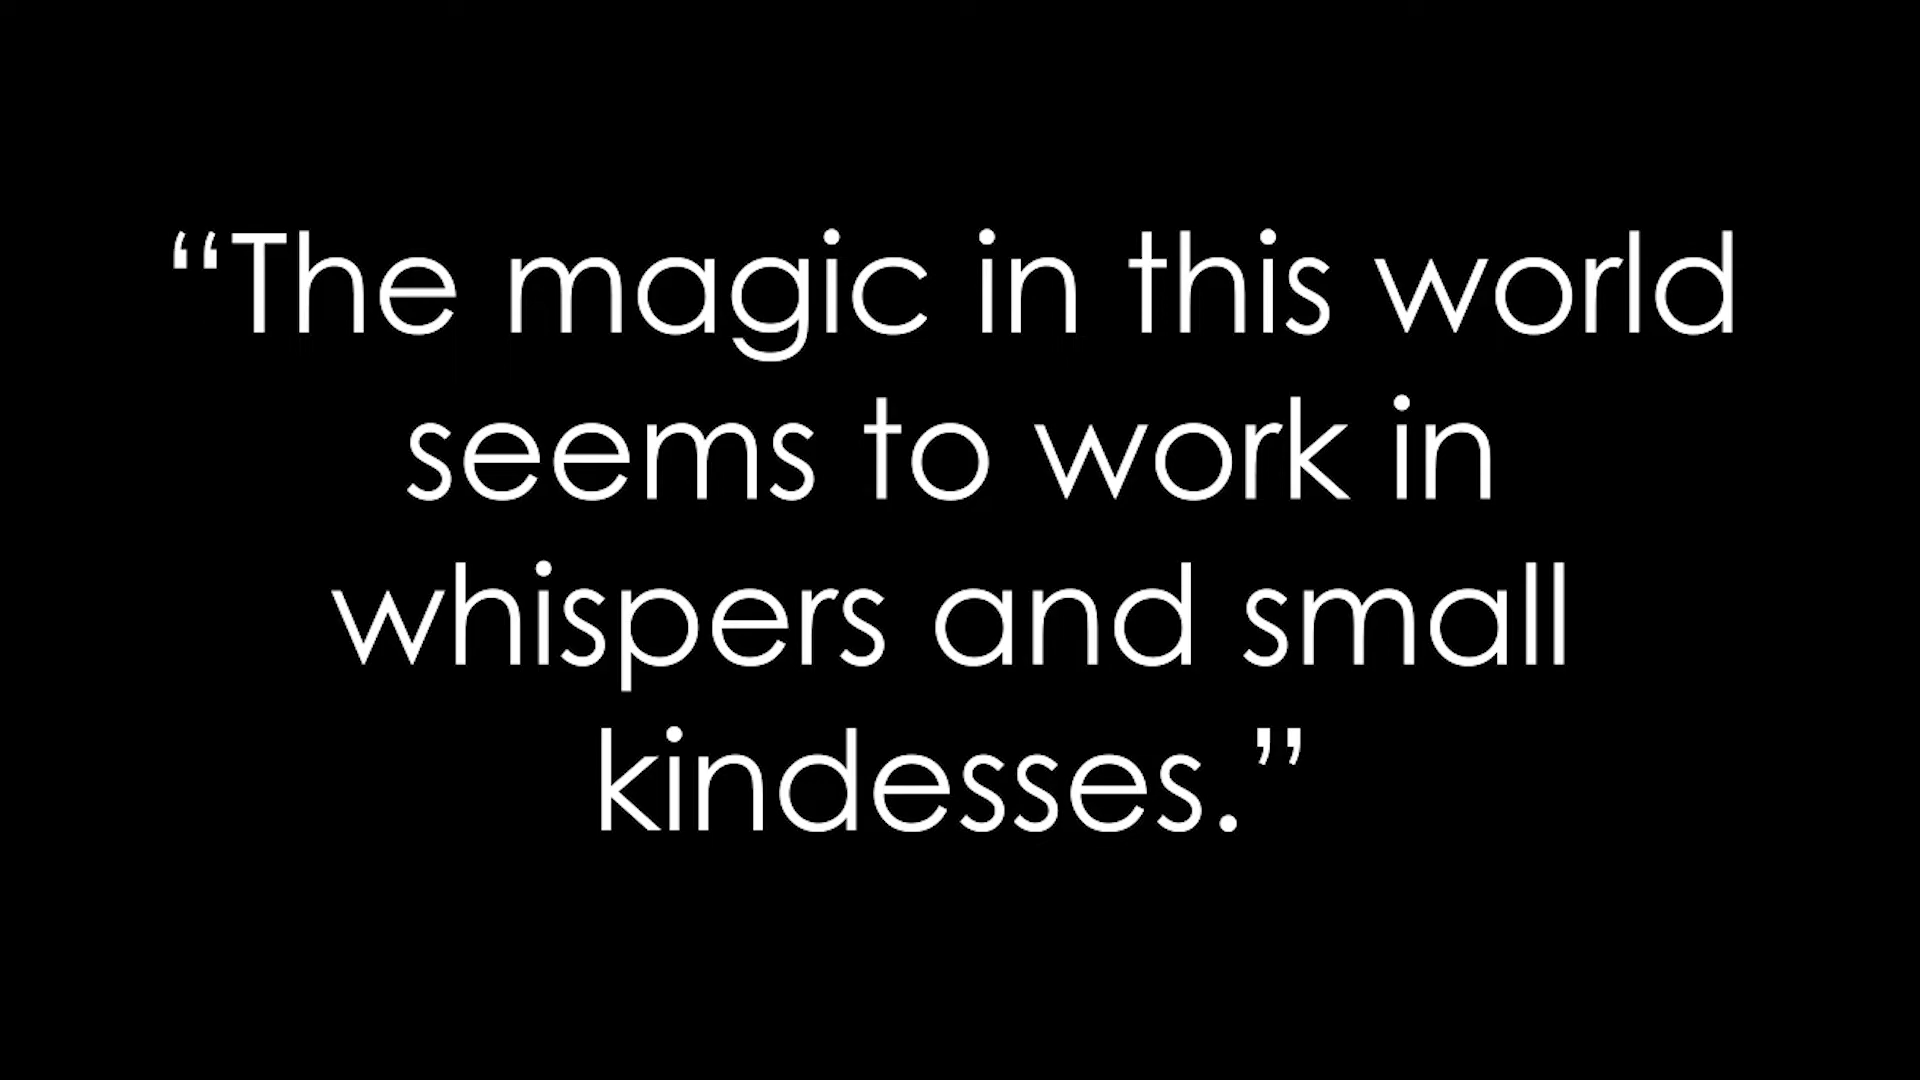 “The magic in this world
seems to work in
whispers and small
kindesses.”